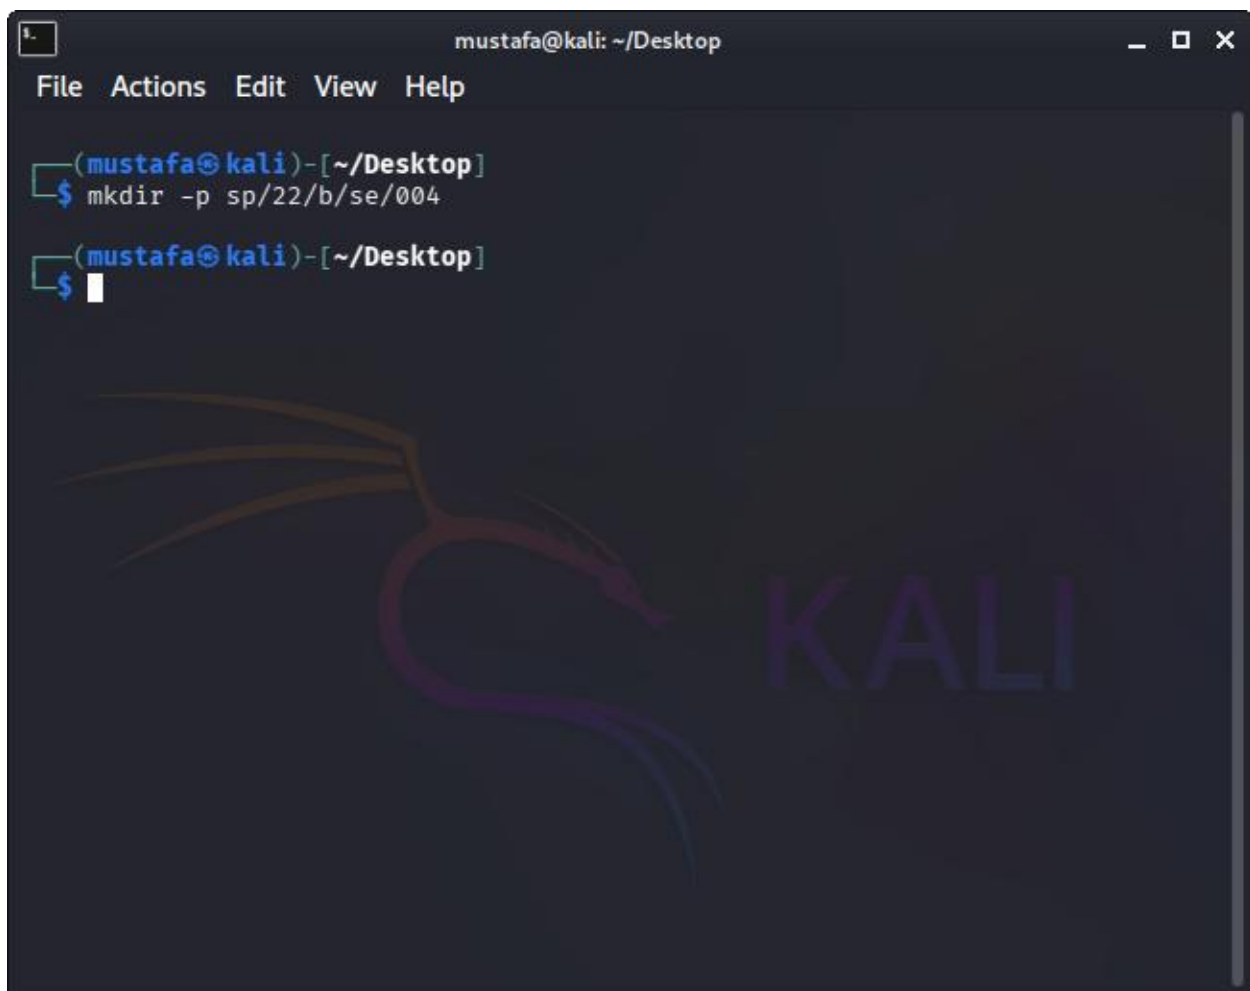 mustafa@kali: ~/Desktop
File Actions Edit View Help
┌──(mustafa㉿kali)-[~/Desktop]
└─$ mkdir -p sp/22/b/se/004
┌──(mustafa㉿kali)-[~/Desktop]
└─$
KALI